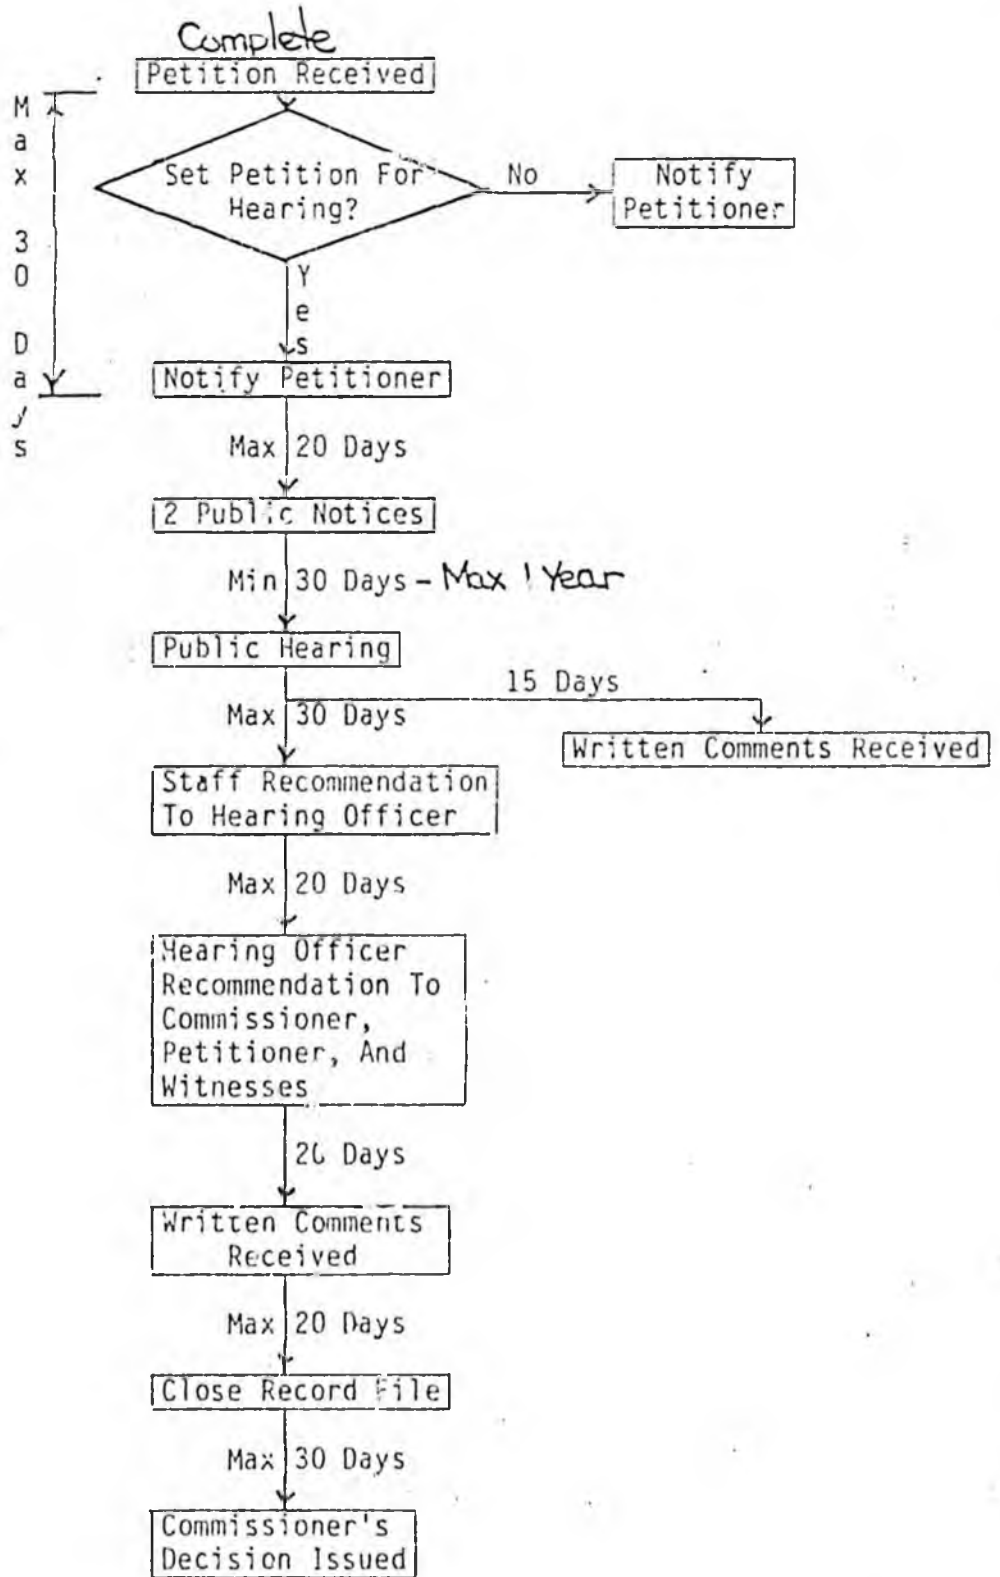 Complete
Petition Received
Max 30 Days
Set Petition For
Hearing?
No
Notify
Petitioner
Yes
Notify Petitioner
Max 20 Days
2 Public Notices
Min 30 Days - Max 1 Year
Public Hearing
15 Days
Max 30 Days
Written Comments Received
Staff Recommendation
To Hearing Officer
Max 20 Days
Hearing Officer
Recommendation To
Commissioner,
Petitioner, And
Witnesses
Days
Written Comments
Received
Max 20 Days
Close Record File
Max 30 Days
Commissioner's
Decision Issued